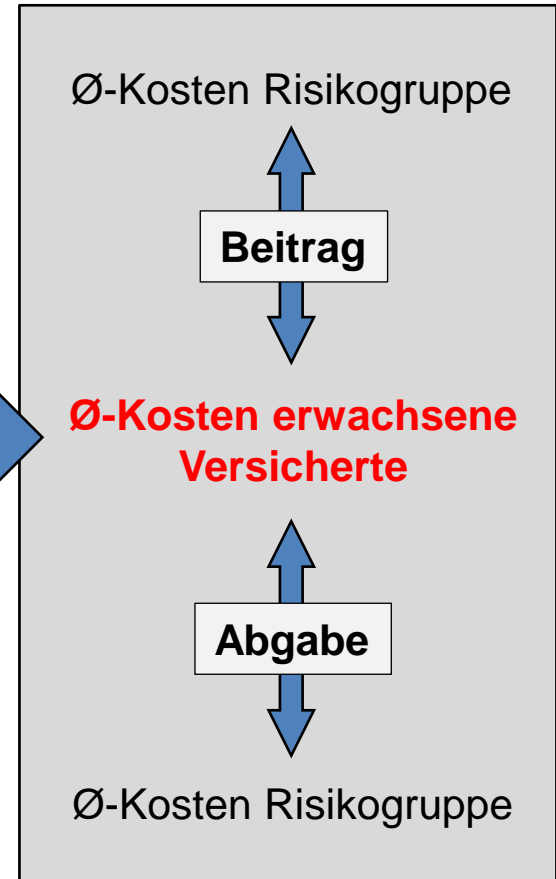 Ø-Kosten Risikogruppe
Beitrag
Ø-Kosten erwachsene
Versicherte
Abgabe
Ø-Kosten Risikogruppe